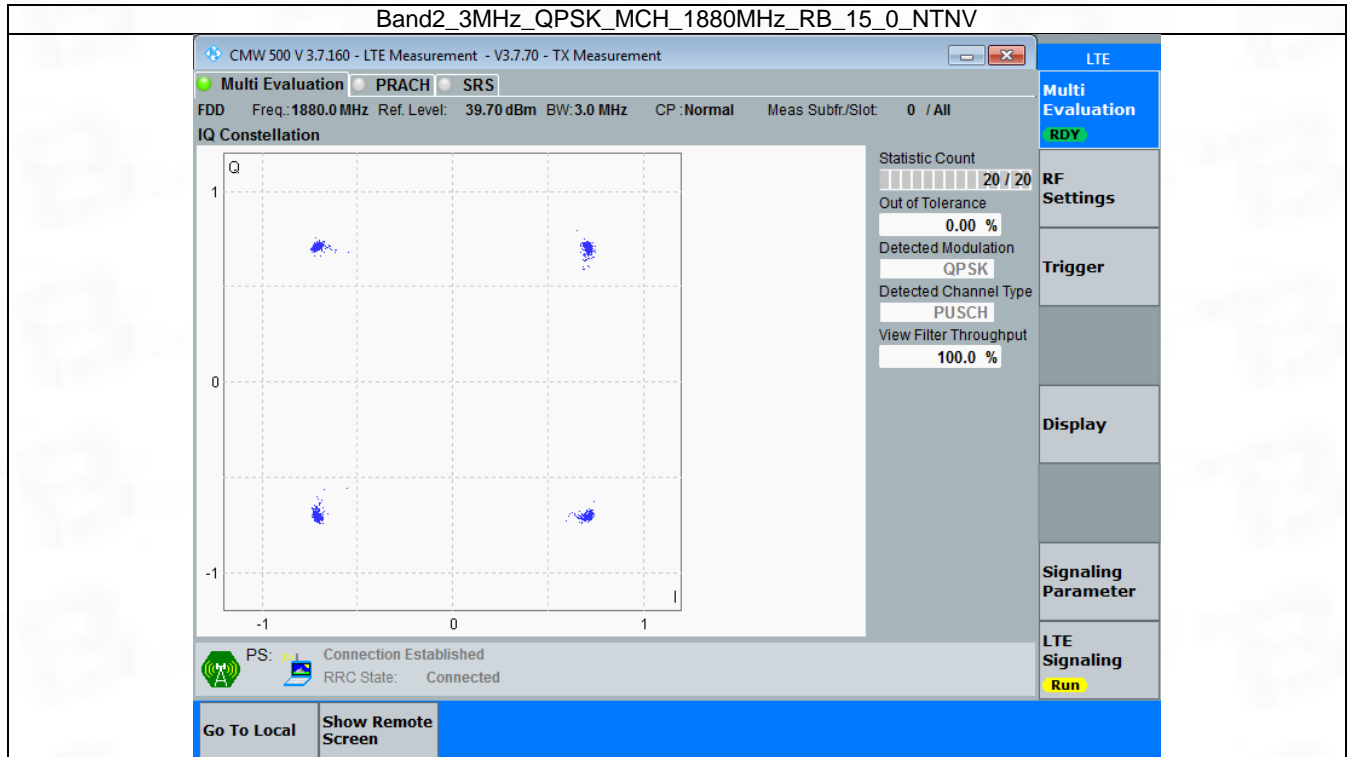 Band2_3MHz_QPSK_MCH_1880MHz_RB_15_0_NTNV
CMW 500 V 3.7.160 - LTE Measurement - V3.7.70 - TX Measurement
LTE
Multi Evaluation PRACH SRS
FDD Freq.: 1880.0 MHz Ref. Level: 39.70 dBm BW: 3.0 MHz CP : Normal Meas Subfr./Slot: 0 / All
IQ Constellation
Multi
Evaluation
RDY
Q
1
0
-1
-1 0 1
I
Statistic Count
20 / 20
Out of Tolerance
0.00 %
Detected Modulation
QPSK
Detected Channel Type
PUSCH
View Filter Throughput
100.0 %
RF
Settings
Trigger
Display
Signaling
Parameter
LTE
Signaling
Run
PS: Connection Established
RRC State: Connected
Go To Local
Show Remote
Screen